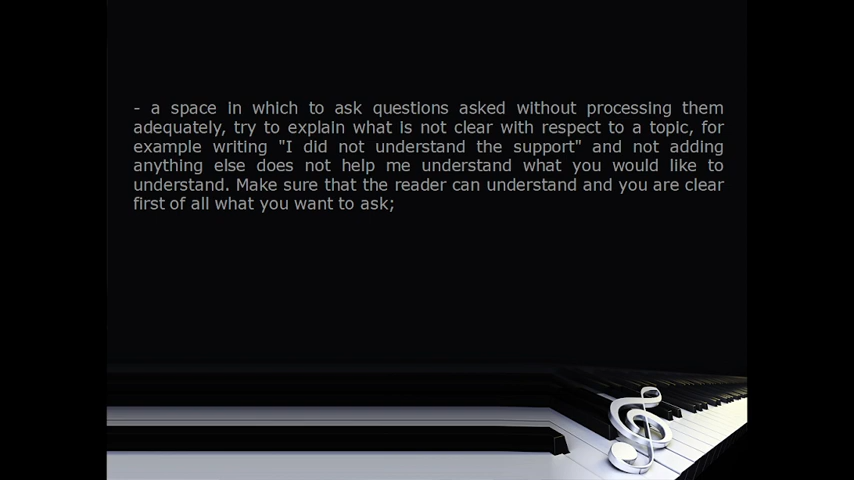 - a space in which to ask questions asked without processing them
adequately, try to explain what is not clear with respect to a topic, for
example writing "I did not understand the support" and not adding
anything else does not help me understand what you would like to
understand. Make sure that the reader can understand and you are clear
first of all what you want to ask;